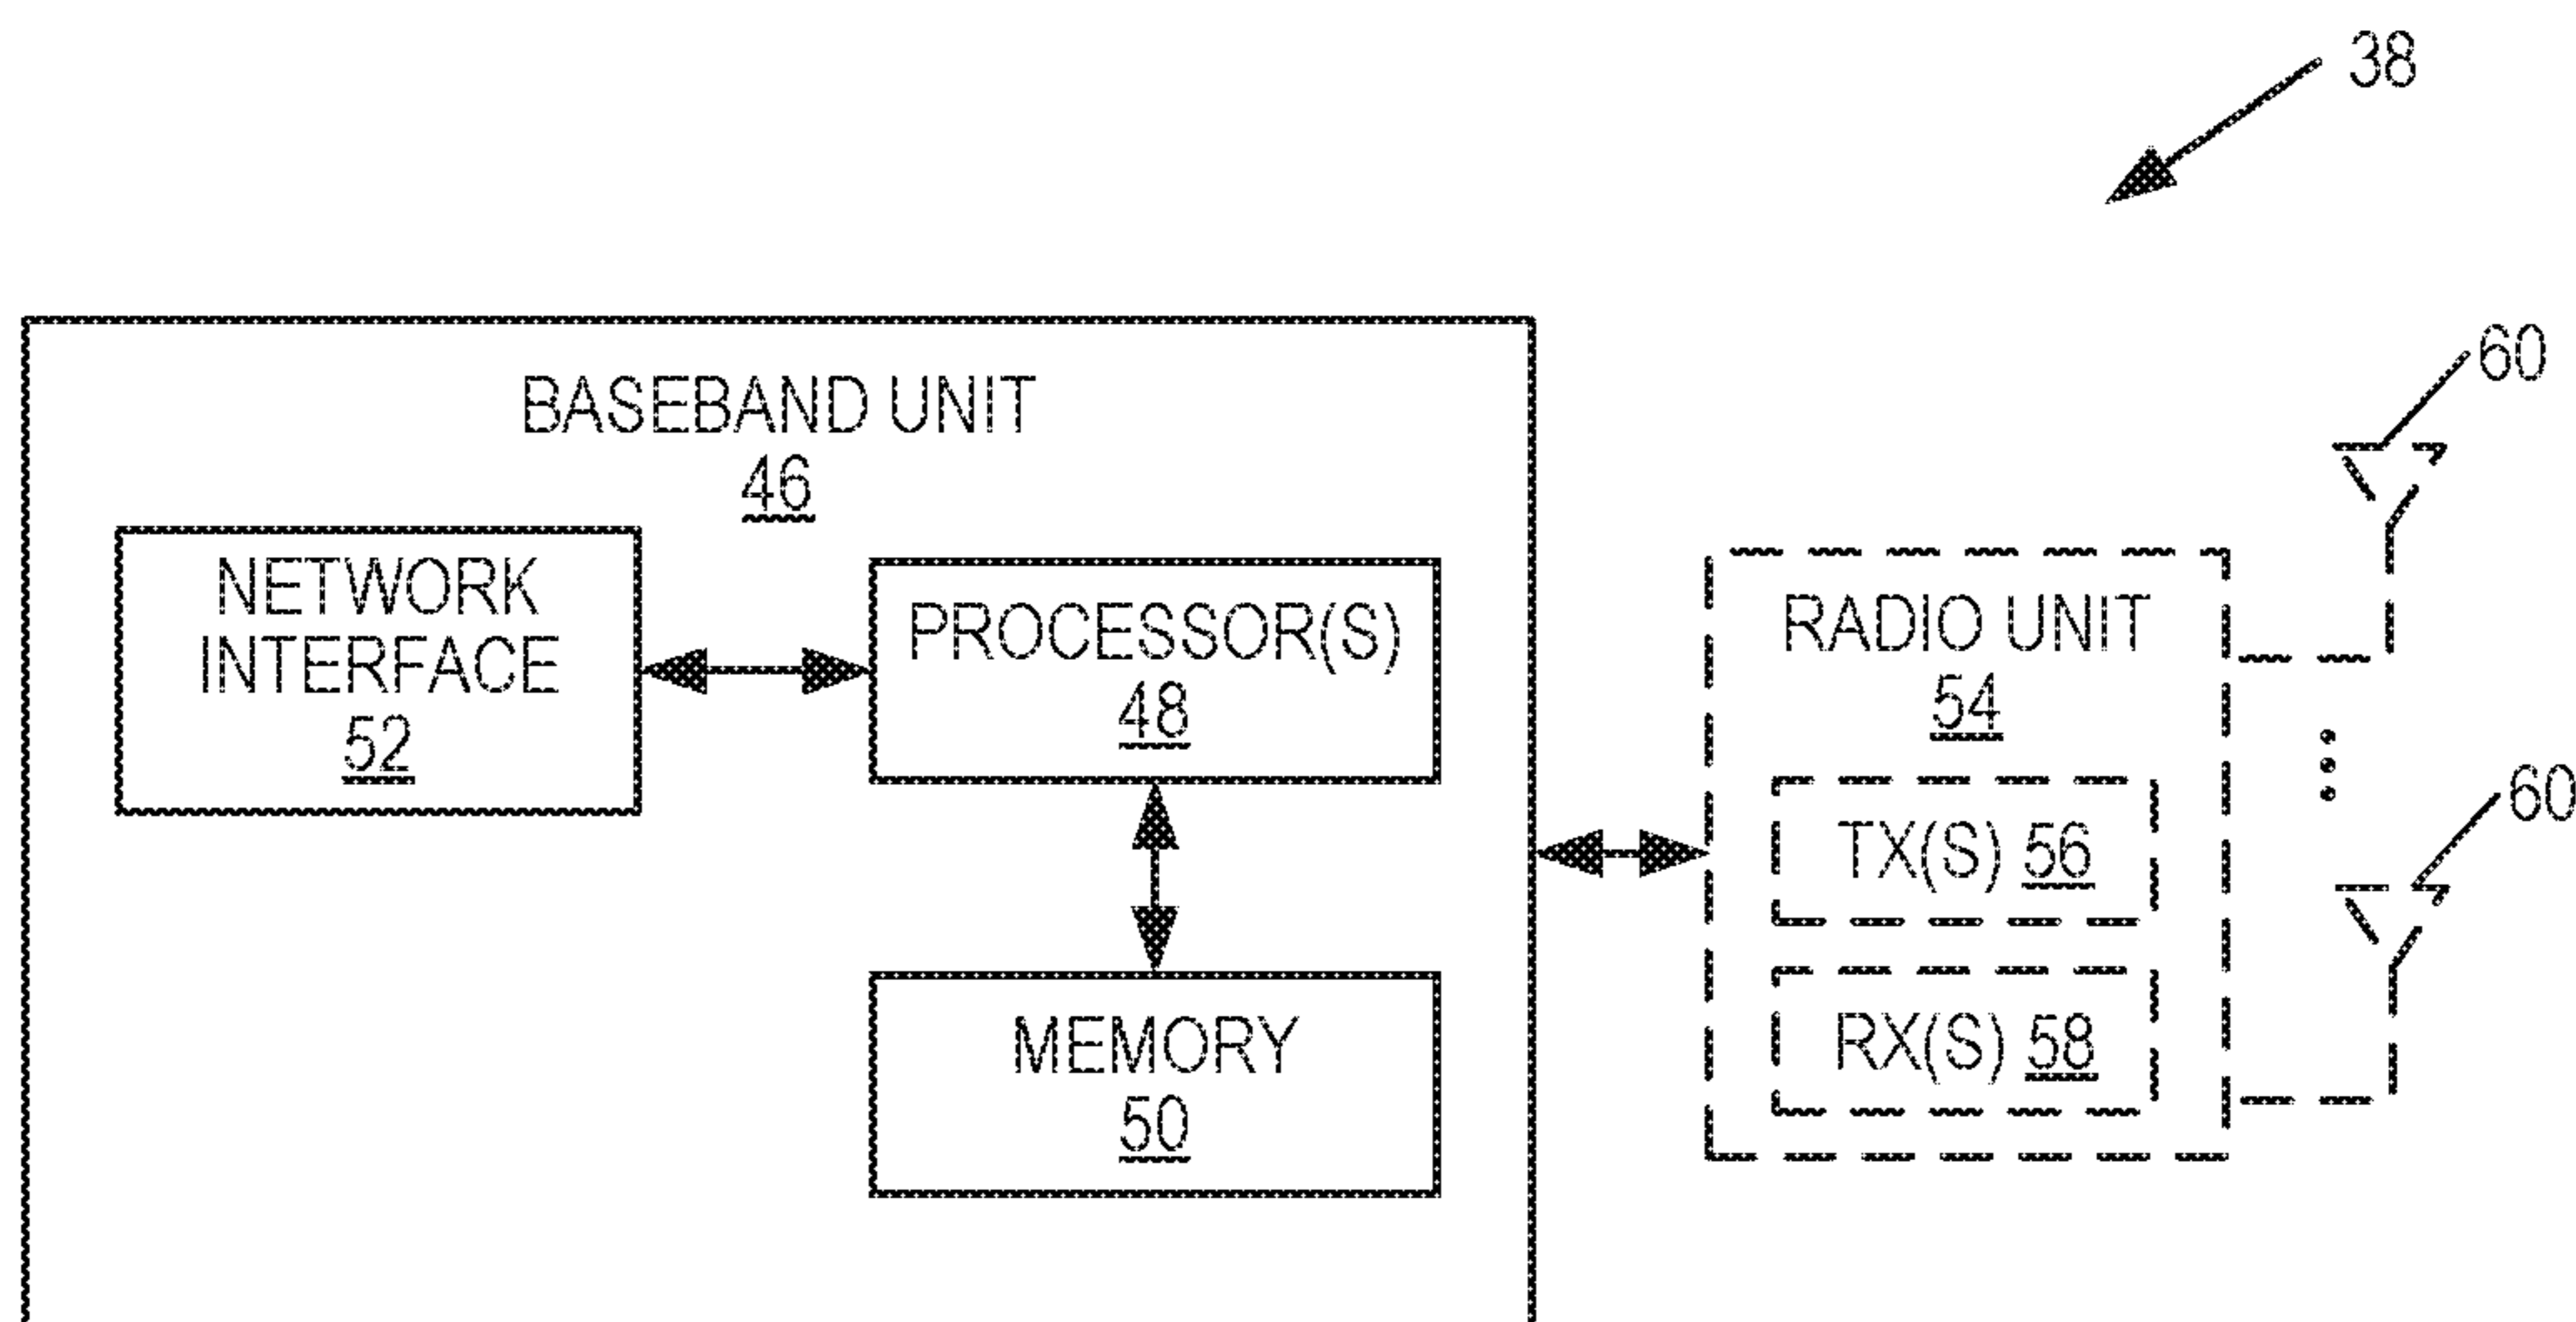 38
BASEBAND UNIT
46
NETWORK
INTERFACE
52
PROCESSOR(S)
48
MEMORY
50
RADIO UNIT
54
TX(S) 56
RX(S) 58
60
60